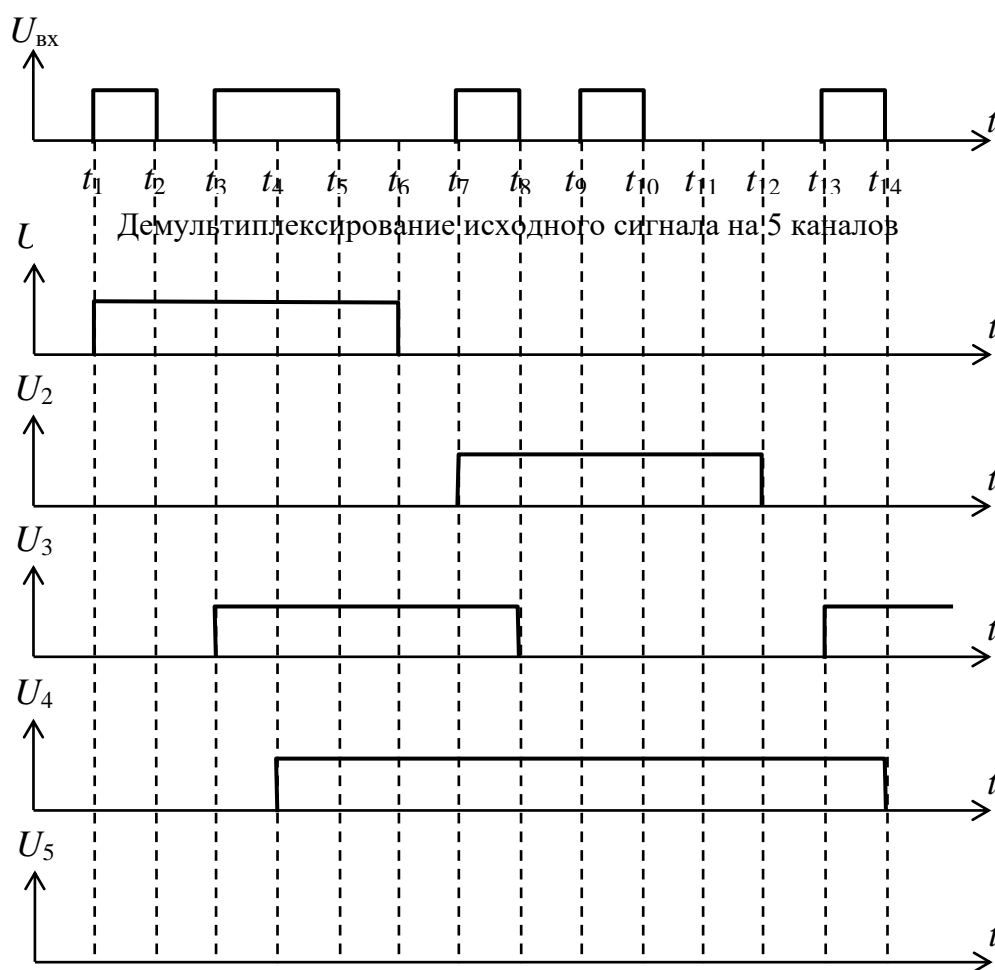 Uвх
t
t1 t2 t3 t4 t5 t6 t7 t8 t9 t10 t11 t12 t13 t14
Демультиплексирование исходного сигнала на 5 каналов
t
U2
t
U3
t
U4
t
U5
t